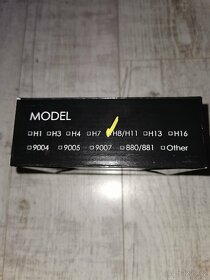 MODEL
□H1 □H3 □H4 □H7 □H8/H11 □H13 □H16
□9004 □9005 □9007 □880/881 □Other